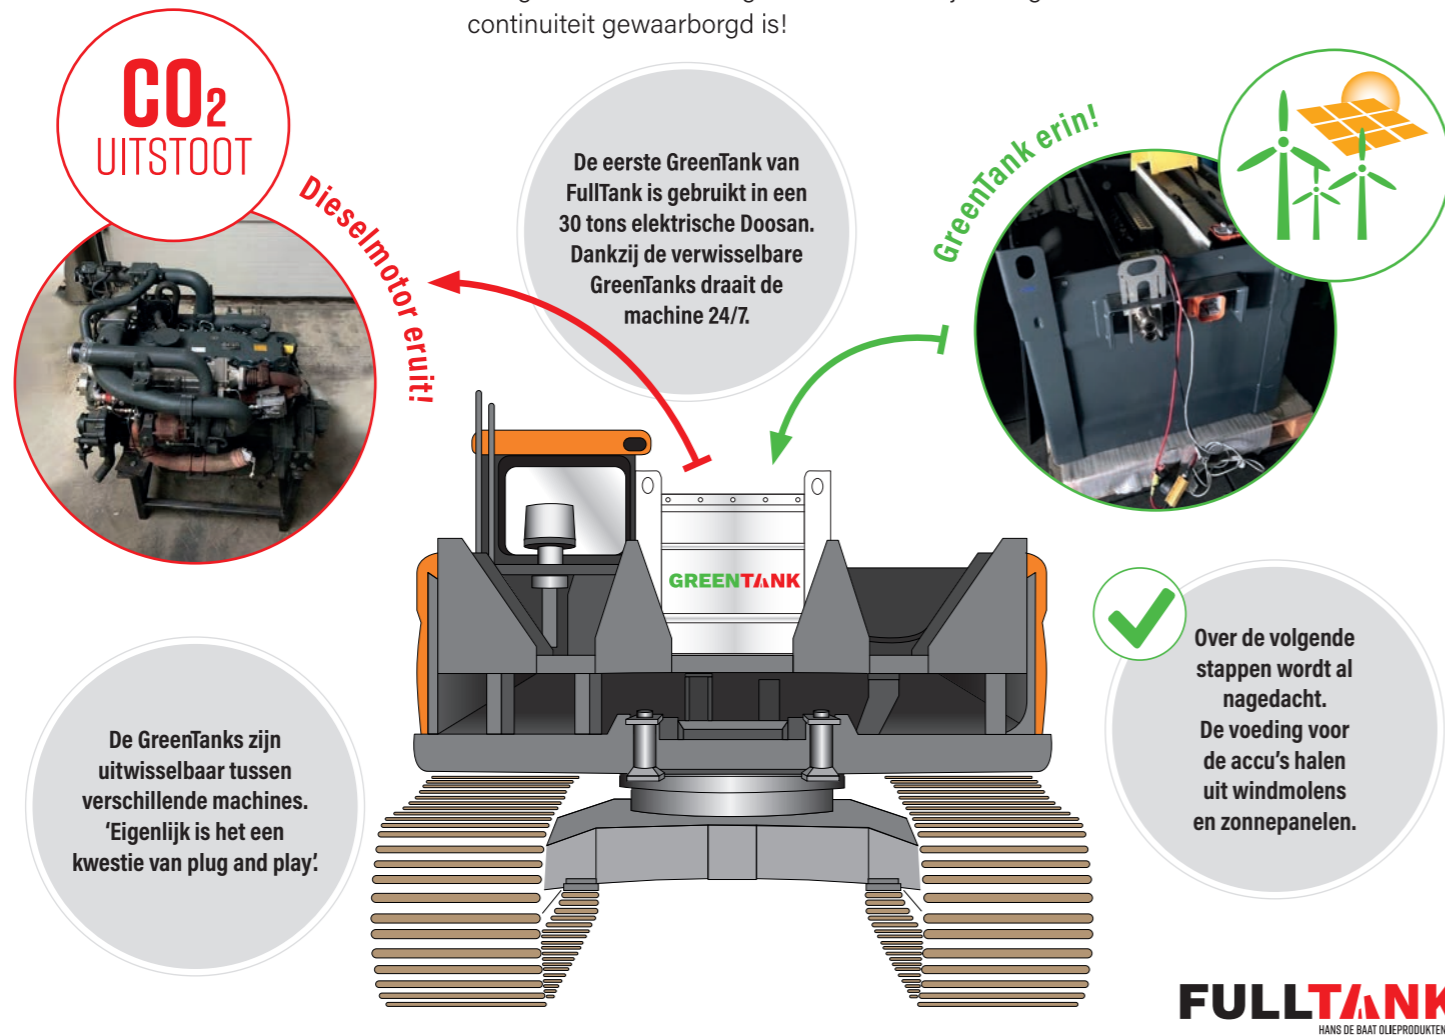 continuiteit gewaarborgd is!
CO2
UITSTOOT
Dieselmotor eruit!
De eerste GreenTank van
FullTank is gebruikt in een
30 tons elektrische Doosan.
Dankzij de verwisselbare
GreenTanks draait de
machine 24/7.
GreenTank erin!
GREENTANK
De GreenTanks zijn
uitwisselbaar tussen
verschillende machines.
‘Eigenlijk is het een
kwestie van plug and play’.
Over de volgende
stappen wordt al
nagedacht.
De voeding voor
de accu’s halen
uit windmolens
en zonnepanelen.
FULLTANK
HANS DE BAAT OLIEPRODUKTEN